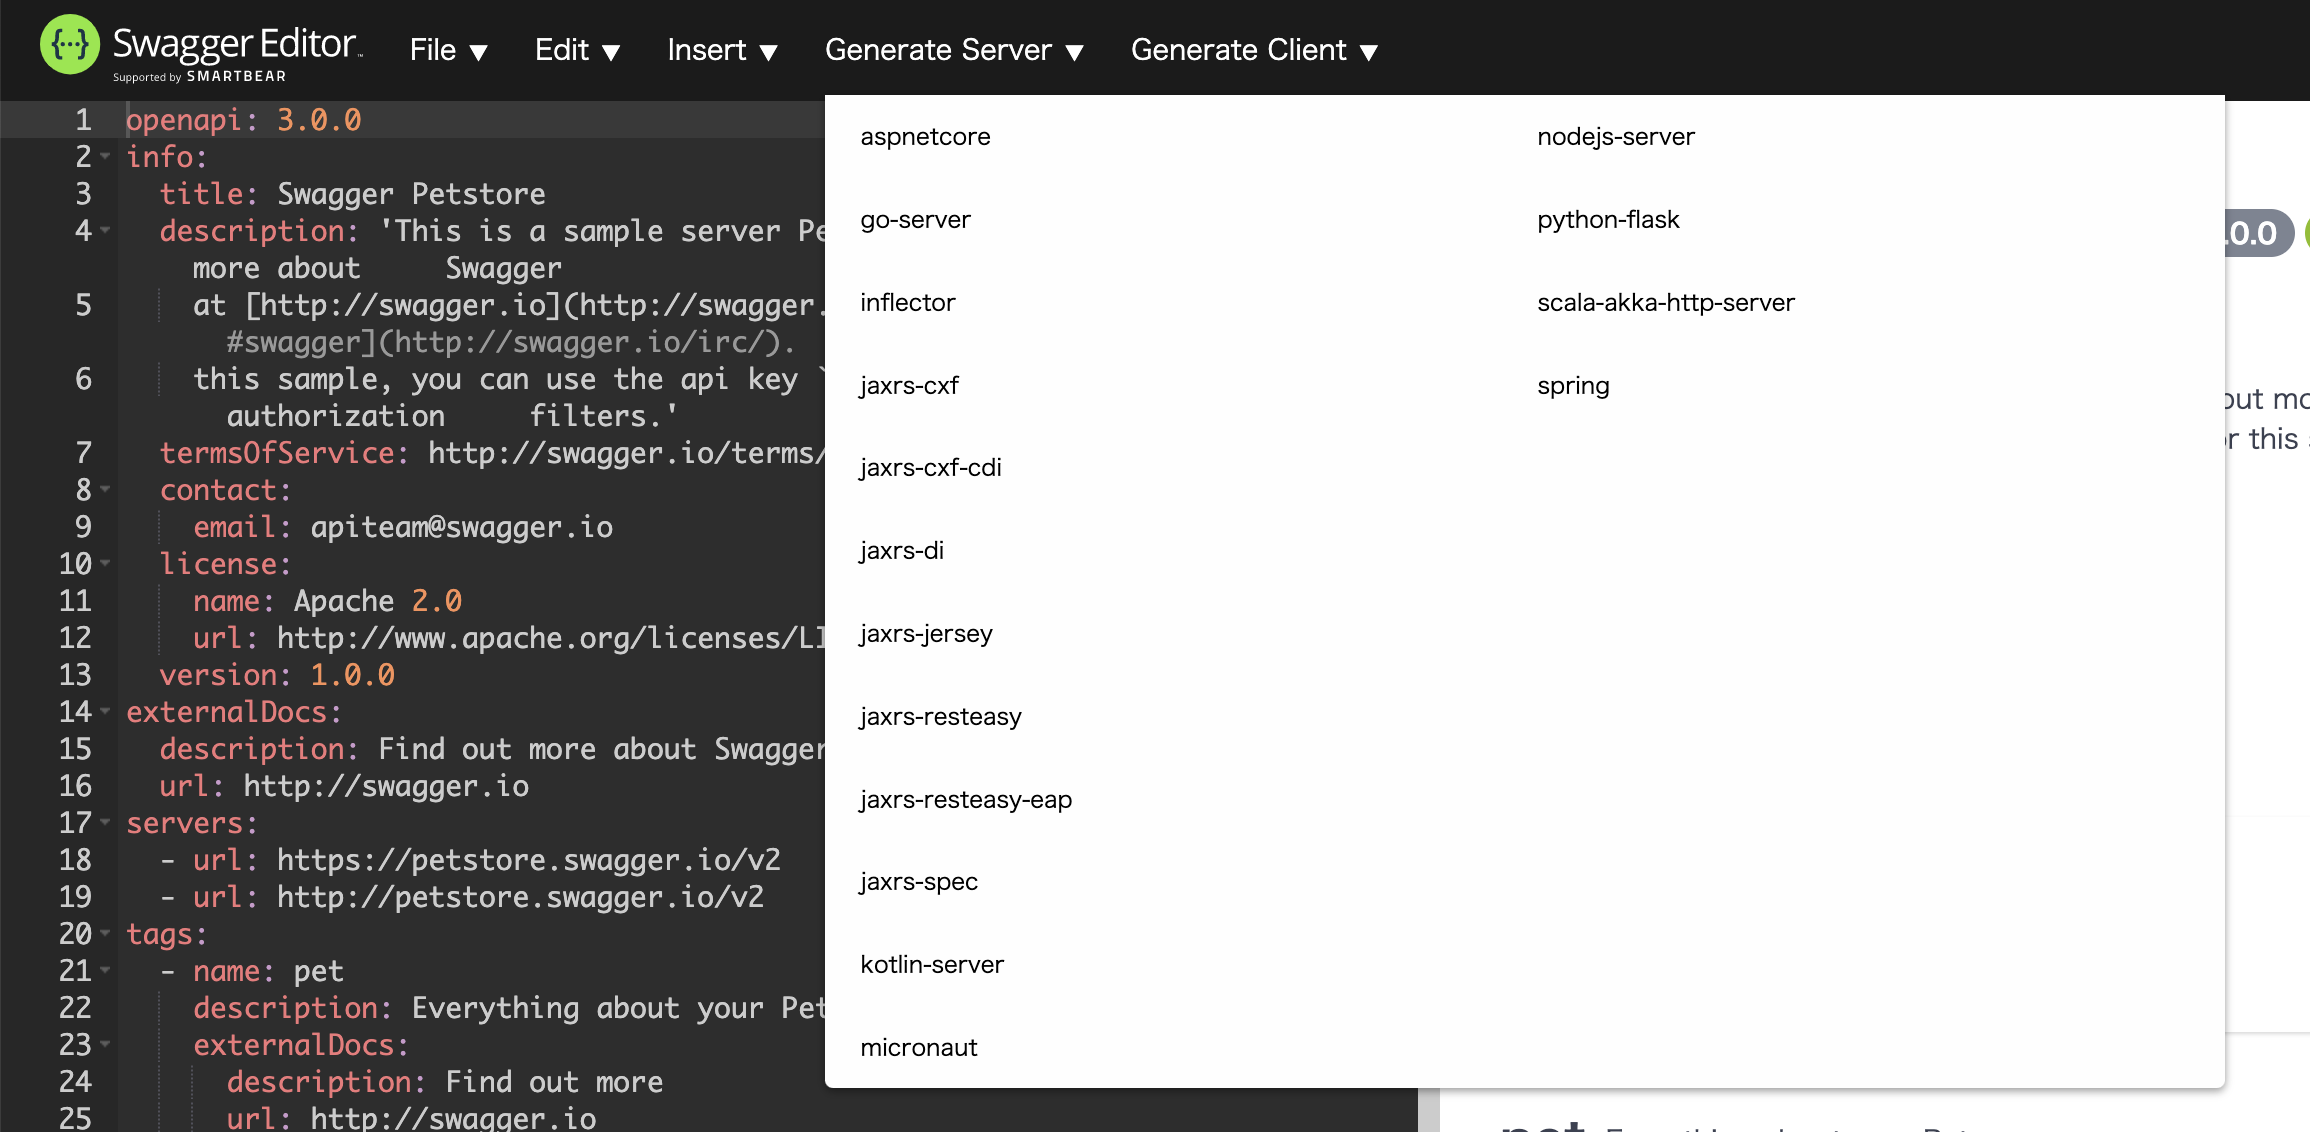 Swagger Editor
Supported by SMARTBEAR
File ▼ Edit ▼ Insert ▼ Generate Server ▼ Generate Client ▼
1 openapi: 3.0.0
2 info:
3 title: Swagger Petstore
4 description: 'This is a sample server Pe
more about Swagger
5 at [http://swagger.io](http://swagger.
#swagger](http://swagger.io/irc/).
6 this sample, you can use the api key `
authorization filters.'
7 termsOfService: http://swagger.io/terms/
8 contact:
9 email: apiteam@swagger.io
10 license:
11 name: Apache 2.0
12 url: http://www.apache.org/licenses/LI
13 version: 1.0.0
14 externalDocs:
15 description: Find out more about Swagger
16 url: http://swagger.io
17 servers:
18 - url: https://petstore.swagger.io/v2
19 - url: http://petstore.swagger.io/v2
20 tags:
21 - name: pet
22 description: Everything about your Pet
23 externalDocs:
24 description: Find out more
25 url: http://swagger.io
aspnetcore
go-server
inflector
jaxrs-cxf
jaxrs-cxf-cdi
jaxrs-di
jaxrs-jersey
jaxrs-resteasy
jaxrs-resteasy-eap
jaxrs-spec
kotlin-server
micronaut
nodejs-server
python-flask
scala-akka-http-server
spring
.0.0
out mo
or this